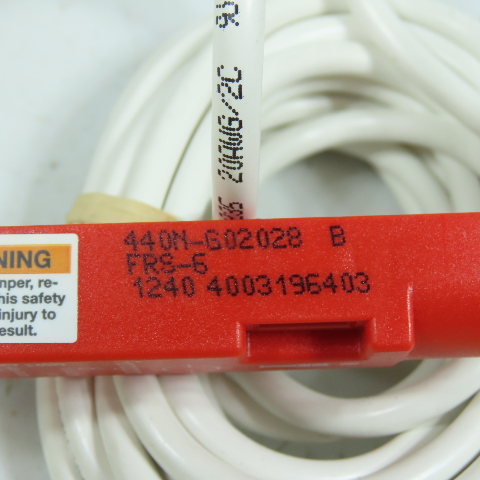 20AWG/2C
440N-G02028 B
FRS-6
1240 4003196403
NING
mper, re-
his safety
injury to
esult.